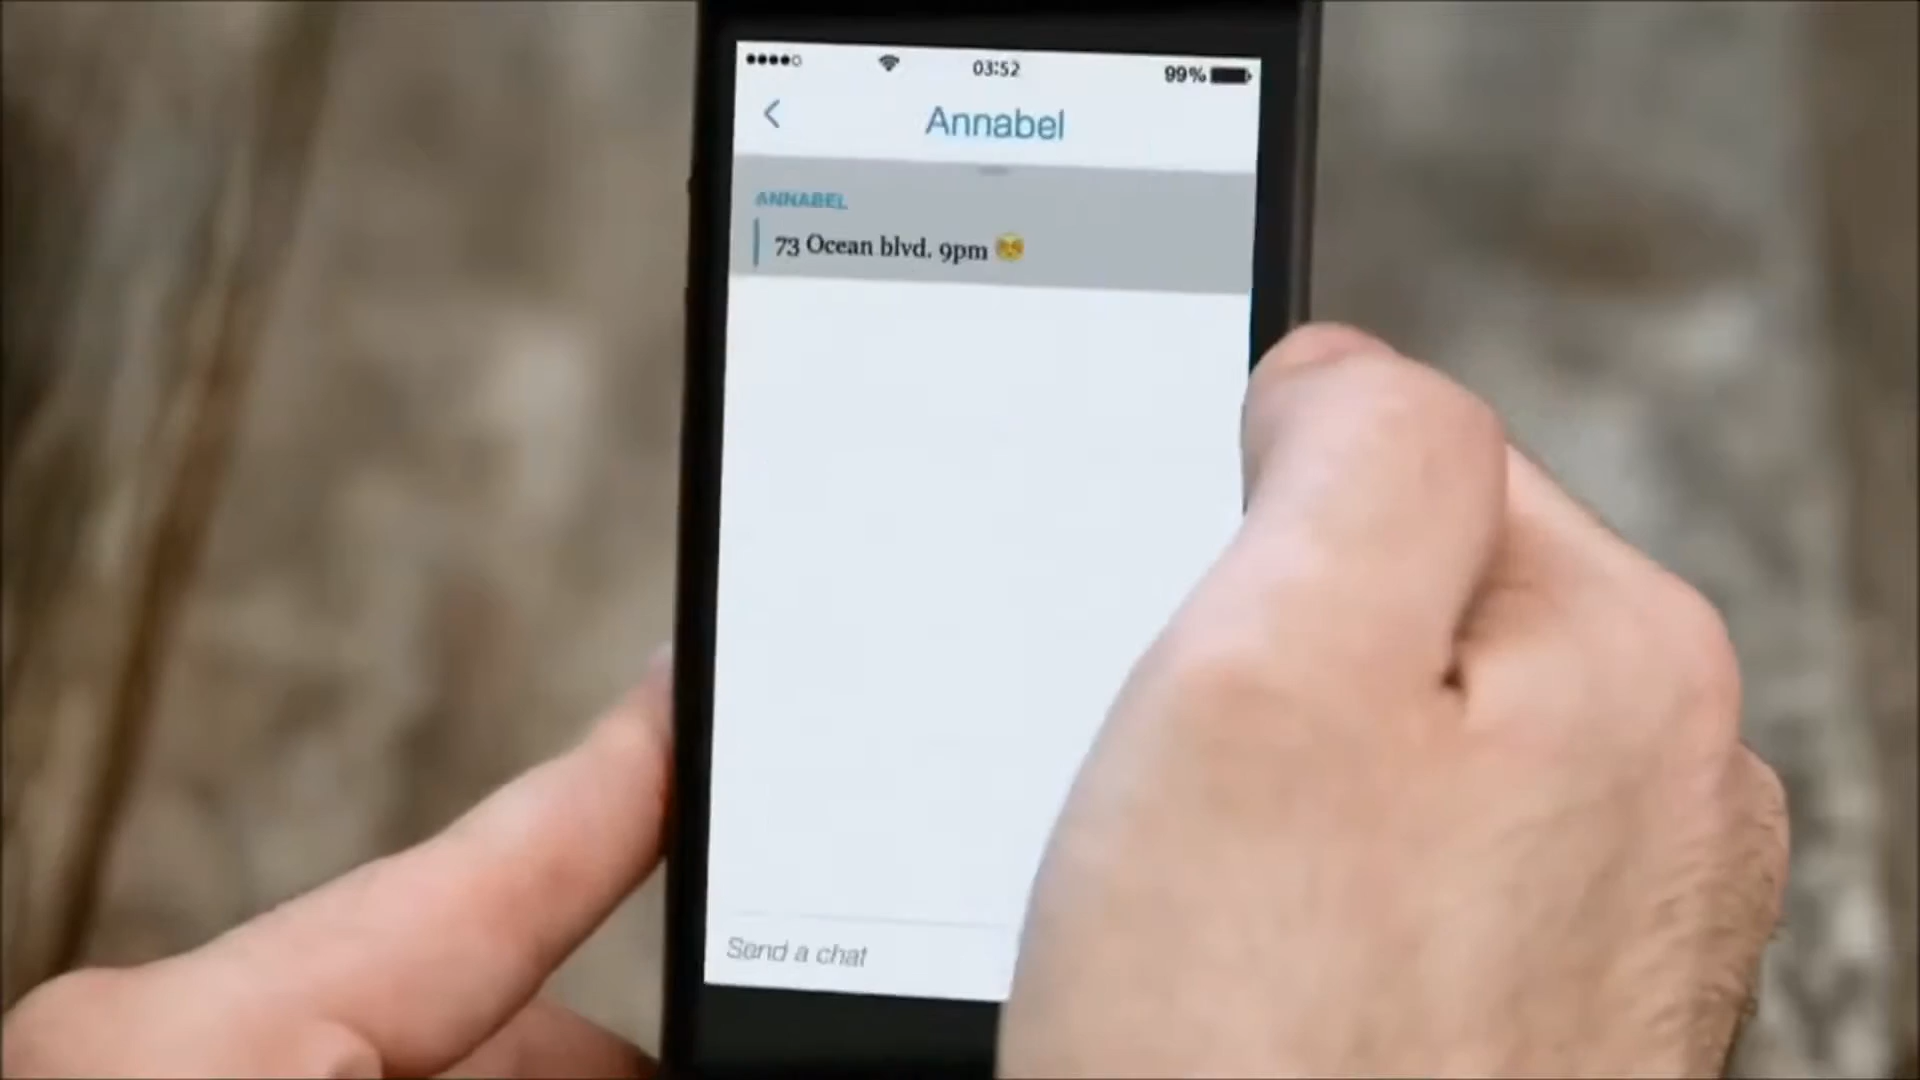 03:52 99%
Annabel
ANNABEL
73 Ocean blvd. 9pm 😚
Send a chat